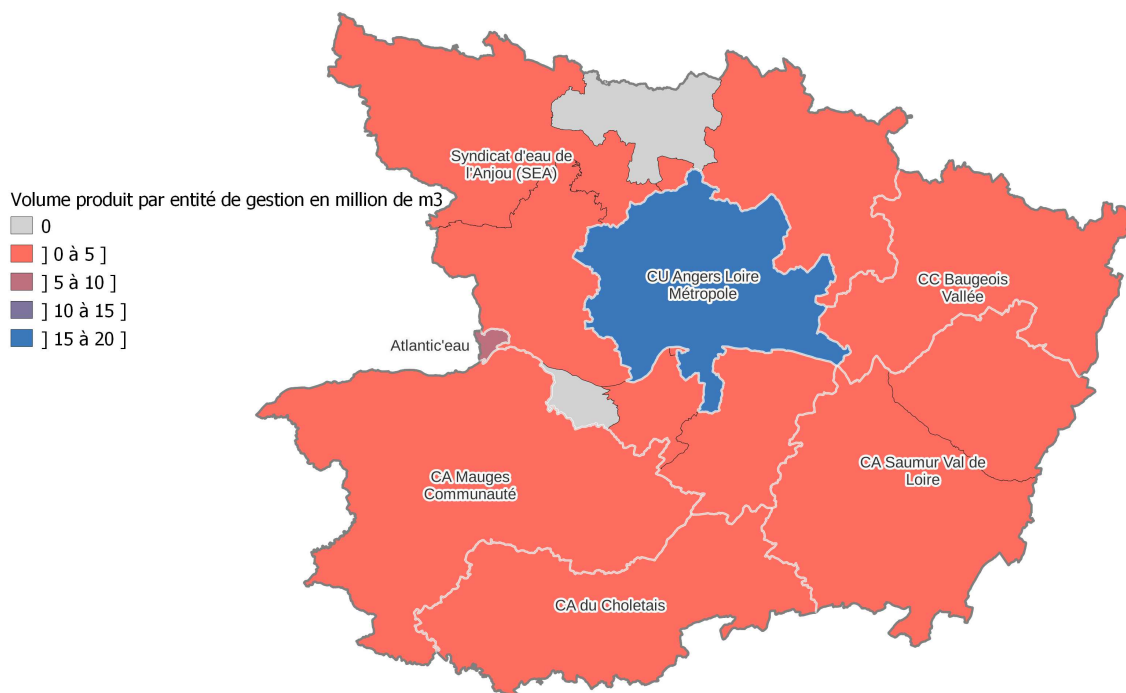 Volume produit par entité de gestion en million de m3
0
] 0 à 5 ]
] 5 à 10 ]
] 10 à 15 ]
] 15 à 20 ]
Syndicat d'eau de
l'Anjou (SEA)
CU Angers Loire
Métropole
CC Baugeois
Vallée
Atlantic'eau
CA Mauges
Communauté
CA Saumur Val de
Loire
CA du Choletais